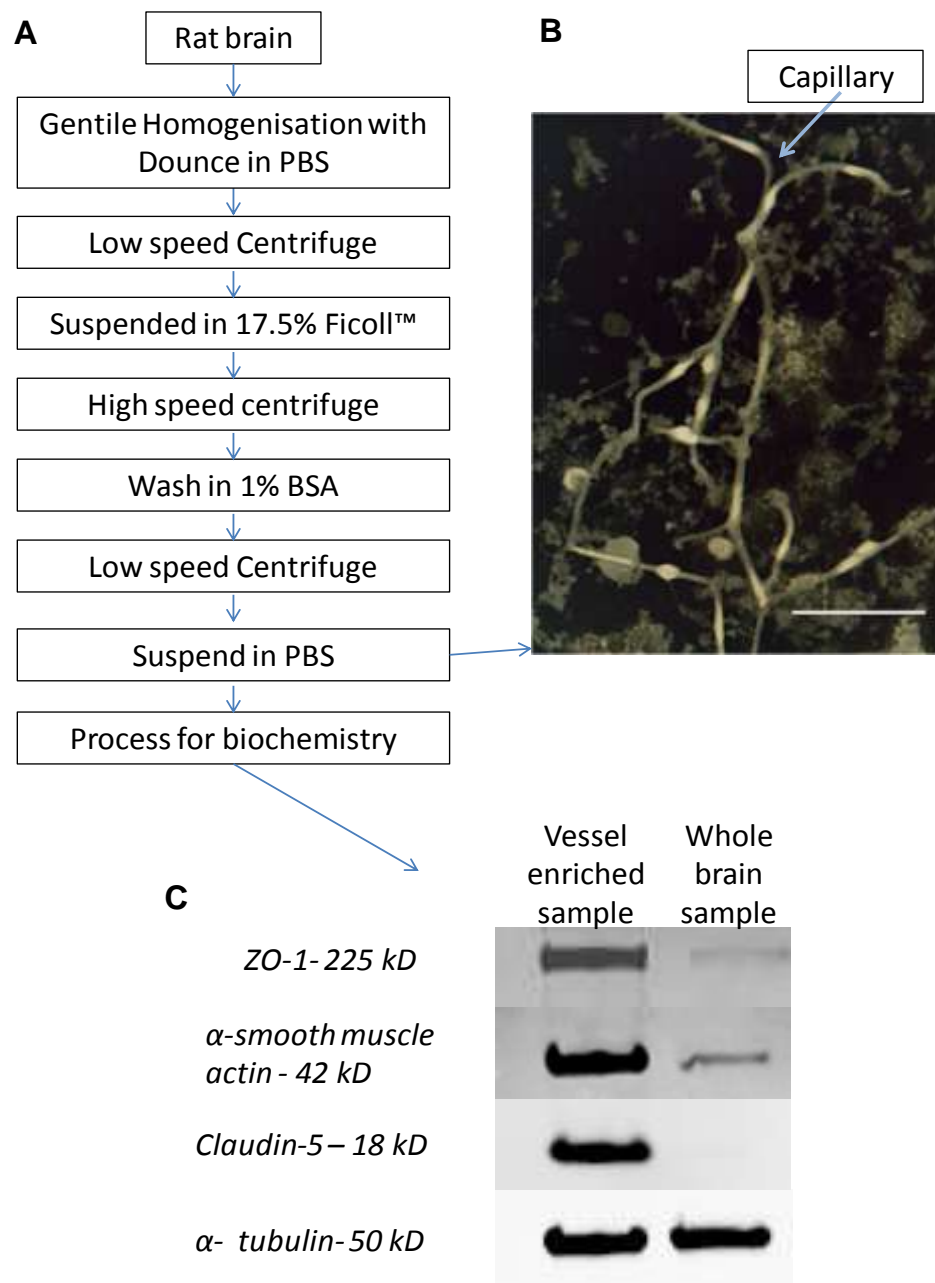 A
Rat brain
Gentile Homogenisation with
Dounce in PBS
Low speed Centrifuge
Suspended in 17.5% Ficoll™
High speed centrifuge
Wash in 1% BSA
Low speed Centrifuge
Suspend in PBS
Process for biochemistry
B
Capillary
C
Vessel
enriched
sample
Whole
brain
sample
ZO-1- 225 kD
α-smooth muscle
actin - 42 kD
Claudin-5 – 18 kD
α- tubulin- 50 kD